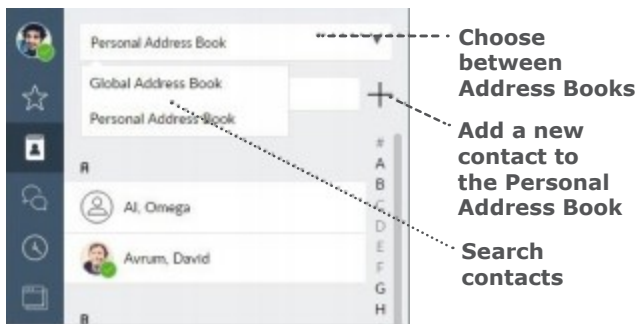 Personal Address Book
Global Address Book
Personal Address Book
A
Al, Omega
Avrum, David
B
#
A
B
C
D
E
F
G
H
Choose
between
Address Books
Add a new
contact to
the Personal
Address Book
Search
contacts